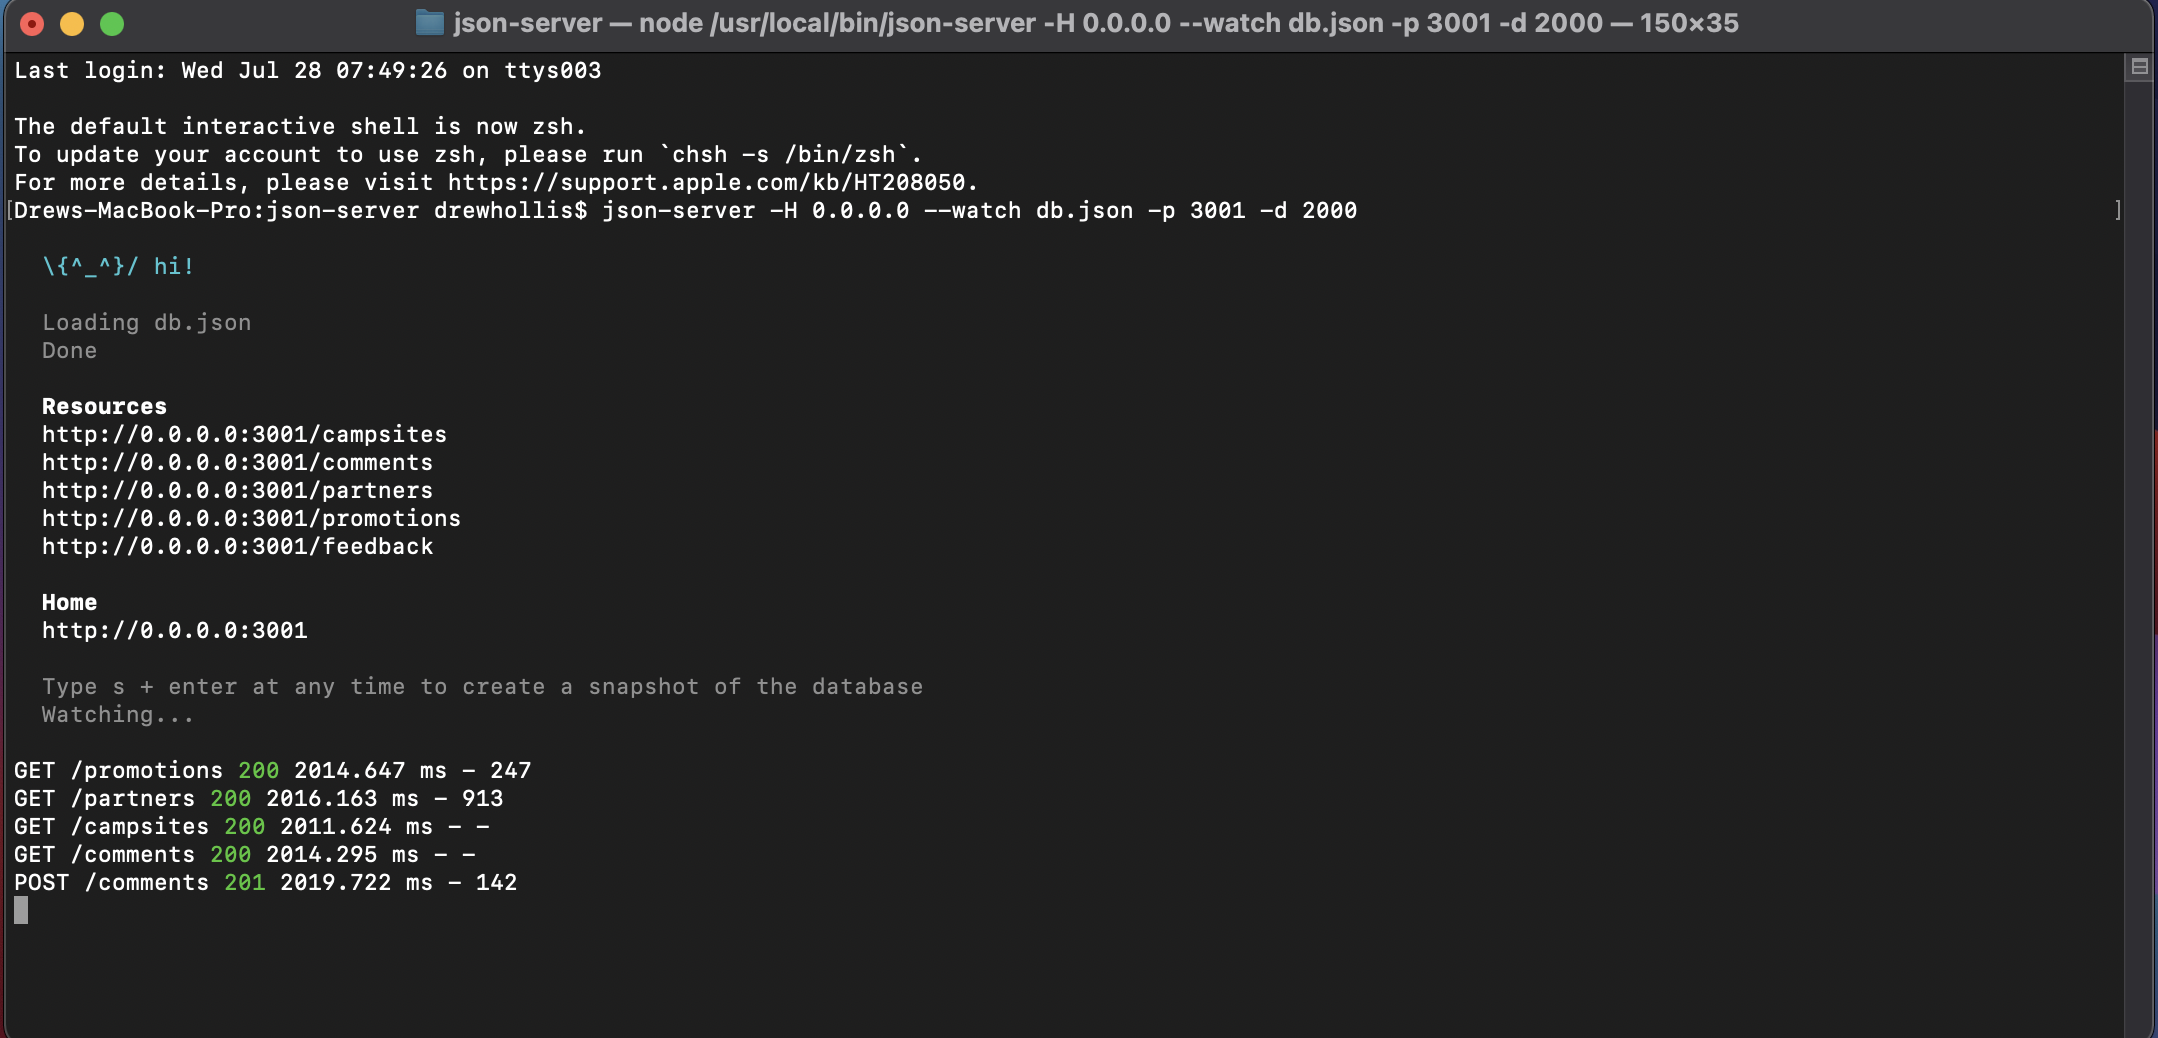 json-server — node /usr/local/bin/json-server -H 0.0.0.0 --watch db.json -p 3001 -d 2000 — 150×35
Last login: Wed Jul 28 07:49:26 on ttys003
The default interactive shell is now zsh.
To update your account to use zsh, please run `chsh -s /bin/zsh`.
For more details, please visit https://support.apple.com/kb/HT208050.
[Drews-MacBook-Pro:json-server drewhollis$ json-server -H 0.0.0.0 --watch db.json -p 3001 -d 2000 ]
\{^_^}/ hi!
Loading db.json
Done
Resources
http://0.0.0.0:3001/campsites
http://0.0.0.0:3001/comments
http://0.0.0.0:3001/partners
http://0.0.0.0:3001/promotions
http://0.0.0.0:3001/feedback
Home
http://0.0.0.0:3001
Type s + enter at any time to create a snapshot of the database
Watching...
GET /promotions 200 2014.647 ms - 247
GET /partners 200 2016.163 ms - 913
GET /campsites 200 2011.624 ms - -
GET /comments 200 2014.295 ms - -
POST /comments 201 2019.722 ms - 142